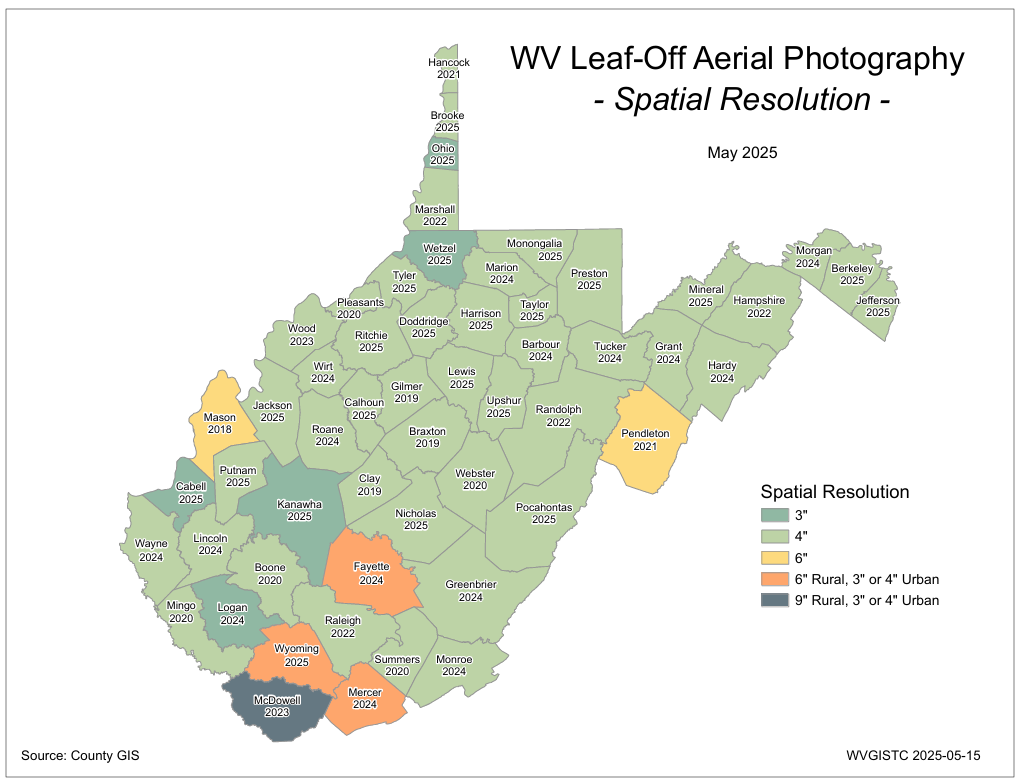 WV Leaf-Off Aerial Photography
- Spatial Resolution -
May 2025
Hancock
2021
Brooke
2025
Ohio
2025
Marshall
2022
Wetzel
2025
Monongalia
2025
Marion
2024
Preston
2025
Tyler
2025
Pleasants
2020
Doddridge
2025
Harrison
2025
Taylor
2025
Morgan
2024
Berkeley
2025
Jefferson
2025
Mineral
2025
Hampshire
2022
Wood
2023
Ritchie
2025
Barbour
2024
Tucker
2024
Grant
2024
Hardy
2024
Wirt
2024
Gilmer
2019
Lewis
2025
Upshur
2025
Randolph
2022
Mason
2018
Jackson
2025
Roane
2024
Calhoun
2025
Braxton
2019
Pendleton
2021
Cabell
2025
Putnam
2025
Kanawha
2025
Clay
2019
Webster
2020
Nicholas
2025
Pocahontas
2025
Wayne
2024
Lincoln
2024
Boone
2020
Fayette
2024
Greenbrier
2024
Mingo
2020
Logan
2024
Raleigh
2022
Wyoming
2025
Summers
2020
Monroe
2024
McDowell
2023
Mercer
2024
Spatial Resolution
3"
4"
6"
6" Rural, 3" or 4" Urban
9" Rural, 3" or 4" Urban
Source: County GIS
WVGISTC 2025-05-15